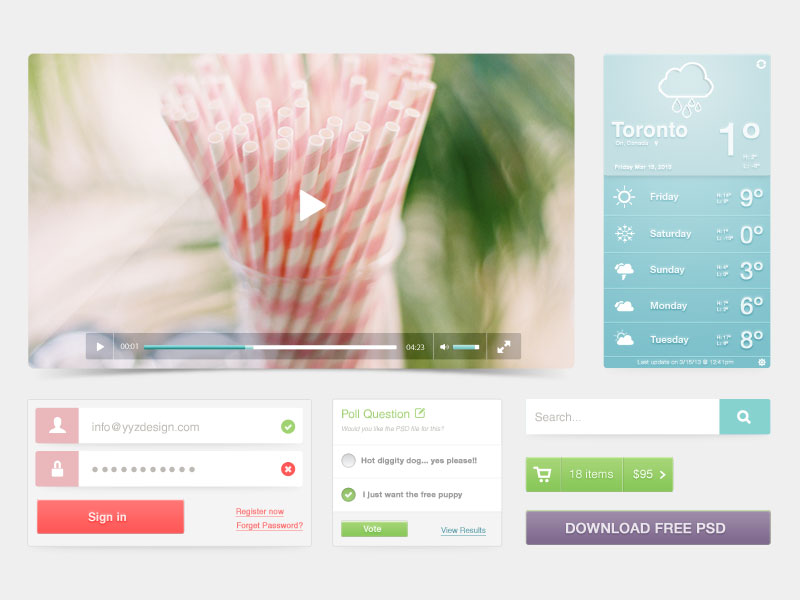 00:01
04:23
Toronto
On, Canada
1°
Friday Mar 15, 2013
Friday 9°
Saturday 0°
Sunday 3°
Monday 6°
Tuesday 8°
Last update on 3/15/13 @ 12:41pm
info@yyzdesign.com
Sign in
Register now
Forget Password?
Poll Question
Would you like the PSD file for this?
Hot diggity dog... yes please!!
I just want the free puppy
Vote
View Results
Search...
18 items $95
DOWNLOAD FREE PSD